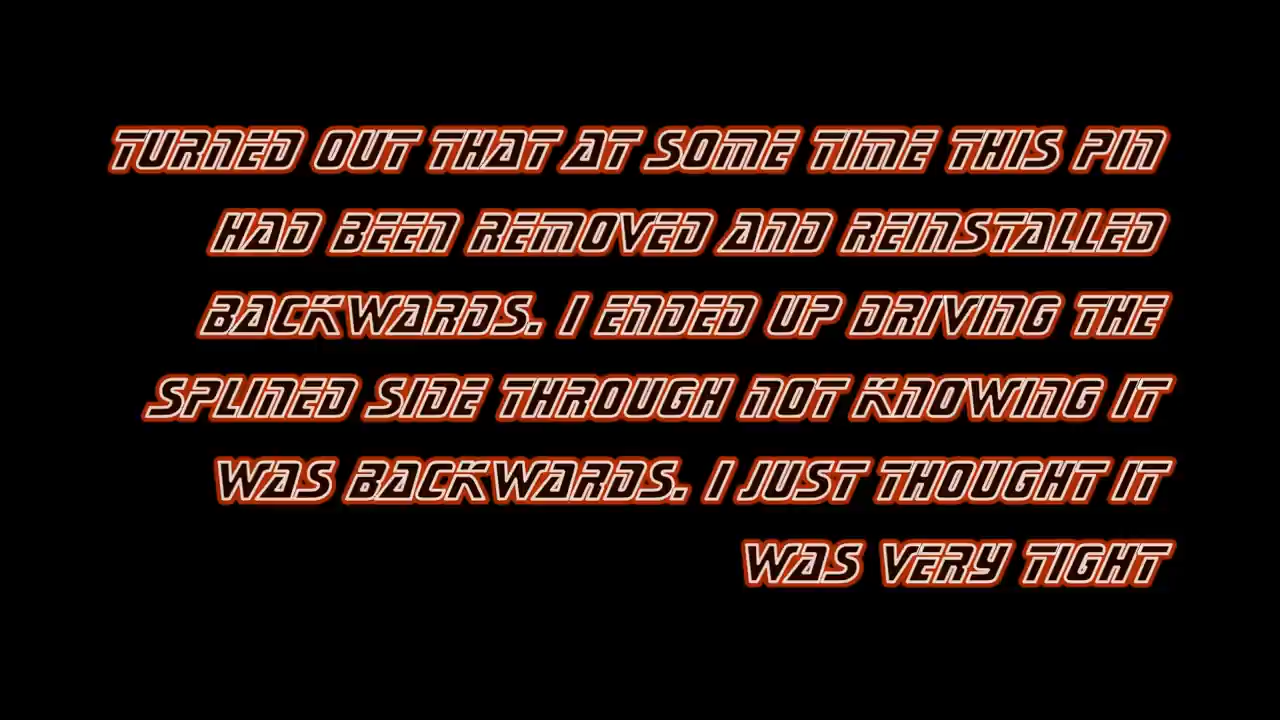 TURNED OUT THAT AT SOME TIME THIS PIN
HAD BEEN REMOVED AND REINSTALLED
BACKWARDS. I ENDED UP DRIVING THE
SPLINED SIDE THROUGH NOT KNOWING IT
WAS BACKWARDS. I JUST THOUGHT IT
WAS VERY TIGHT